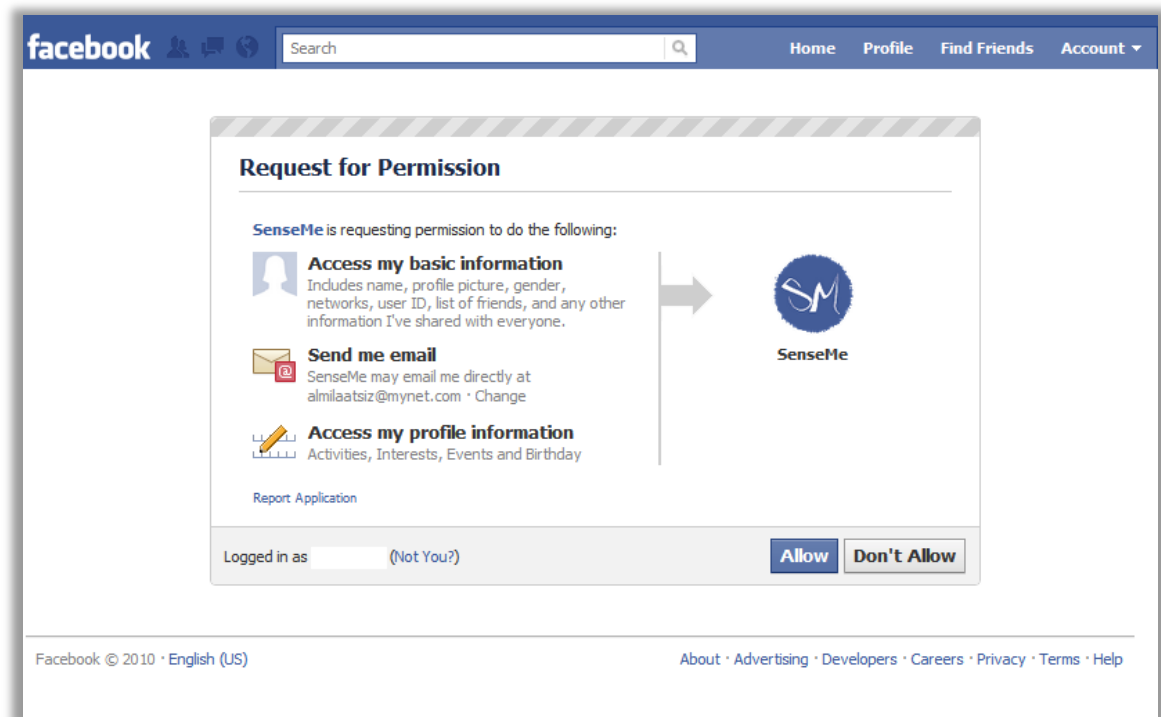 facebook Search Home Profile Find Friends Account
Request for Permission
SenseMe is requesting permission to do the following:
Access my basic information
Includes name, profile picture, gender,
networks, user ID, list of friends, and any other
information I've shared with everyone.
SM
SenseMe
Send me email
SenseMe may email me directly at
almilaatsiz@mynet.com · Change
@
Access my profile information
Activities, Interests, Events and Birthday
Report Application
Logged in as (Not You?) Allow Don't Allow
Facebook © 2010 · English (US) About · Advertising · Developers · Careers · Privacy · Terms · Help